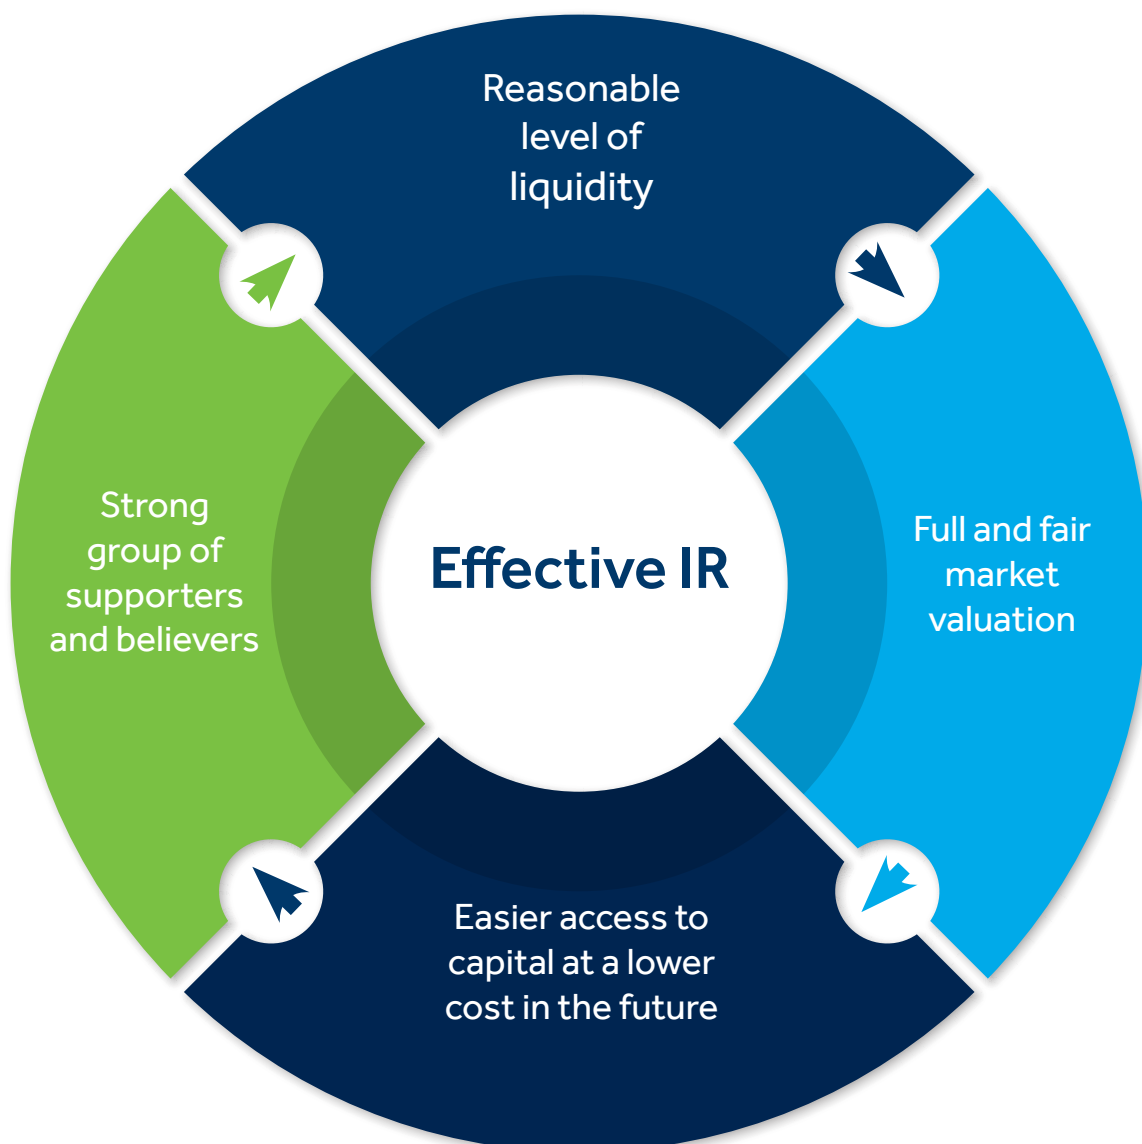 Reasonable
level of
liquidity
Strong
group of
supporters
and believers
Effective IR
Full and fair
market
valuation
Easier access to
capital at a lower
cost in the future